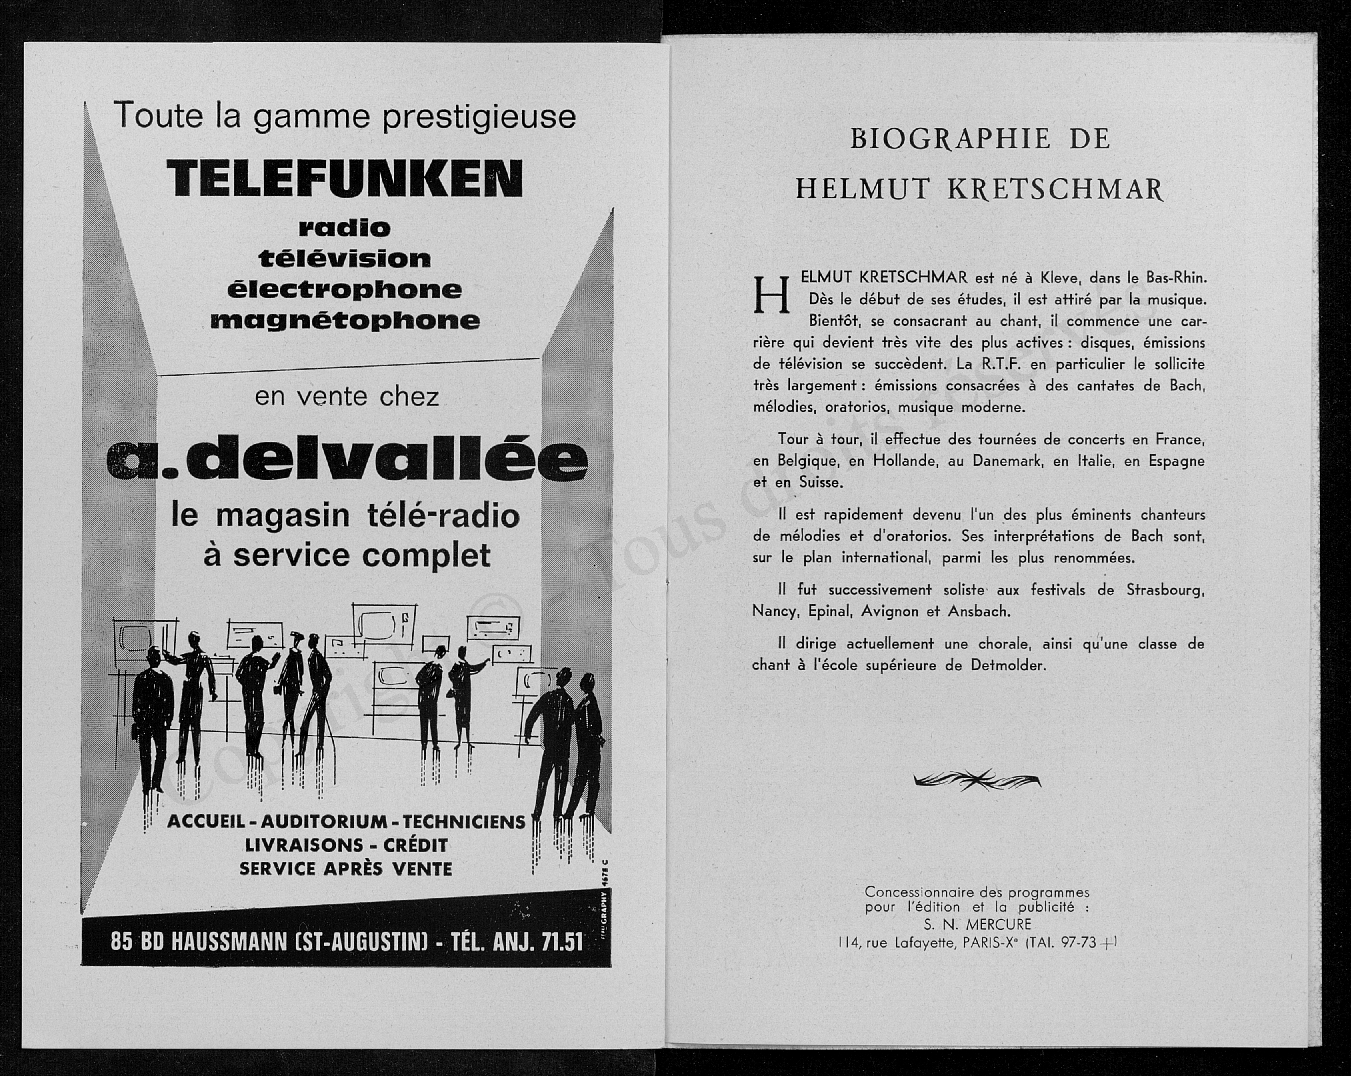 Toute la gamme prestigieuse
TELEFUNKEN
radio
télévision
électrophone
magnétophone
en vente chez
a.delvallée
le magasin télé-radio
à service complet
ACCUEIL - AUDITORIUM - TECHNICIENS
LIVRAISONS - CRÉDIT
SERVICE APRÈS VENTE
GRAPHY 4678 C
85 BD HAUSSMANN (ST-AUGUSTIN) - TÉL. ANJ. 71.51
BIOGRAPHIE DE
HELMUT KRETSCHMAR
HELMUT KRETSCHMAR est né à Kleve, dans le Bas-Rhin.
Dès le début de ses études, il est attiré par la musique.
Bientôt, se consacrant au chant, il commence une car-
rière qui devient très vite des plus actives : disques, émissions
de télévision se succèdent. La R.T.F. en particulier le sollicite
très largement : émissions consacrées à des cantates de Bach,
mélodies, oratorios, musique moderne.
Tour à tour, il effectue des tournées de concerts en France,
en Belgique, en Hollande, au Danemark, en Italie, en Espagne
et en Suisse.
Il est rapidement devenu l'un des plus éminents chanteurs
de mélodies et d'oratorios. Ses interprétations de Bach sont,
sur le plan international, parmi les plus renommées.
Il fut successivement soliste aux festivals de Strasbourg,
Nancy, Epinal, Avignon et Ansbach.
Il dirige actuellement une chorale, ainsi qu'une classe de
chant à l'école supérieure de Detmolder.
Concessionnaire des programmes
pour l'édition et la publicité :
S. N. MERCURE
114, rue Lafayette, PARIS-Xe (TAI. 97-73 +)
© - Tous droits réservés